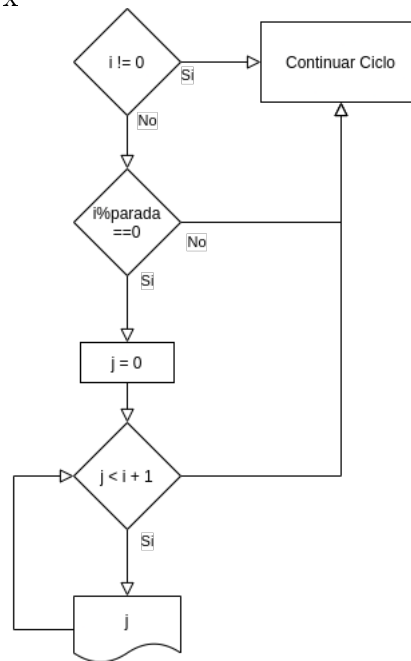 x
i != 0
Si
Continuar Ciclo
No
i%parada
==0
No
Si
j = 0
j < i + 1
Si
j